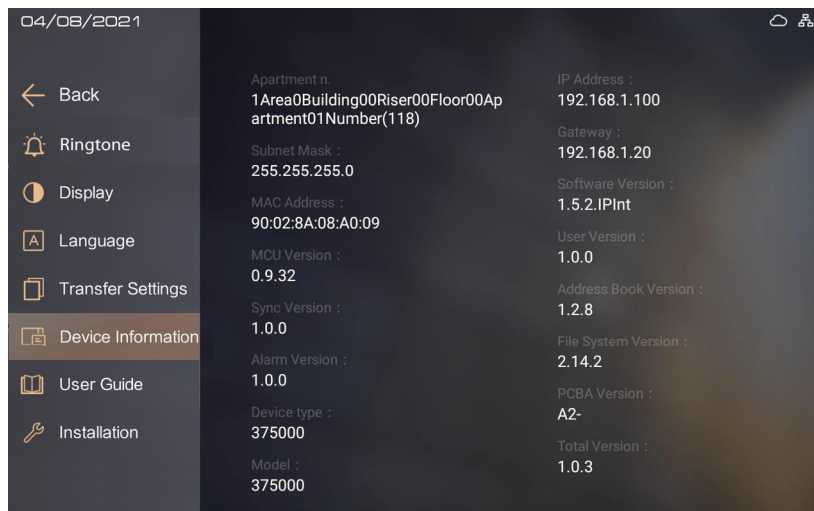 04/08/2021
Back
Ringtone
Display
Language
Transfer Settings
Device Information
User Guide
Installation
Apartment n.
1Area0Building00Riser00Floor00Ap
artment01Number(118)
Subnet Mask :
255.255.255.0
MAC Address :
90:02:8A:08:A0:09
MCU Version :
0.9.32
Sync Version :
1.0.0
Alarm Version :
1.0.0
Device type :
375000
Model :
375000
IP Address :
192.168.1.100
Gateway :
192.168.1.20
Software Version :
1.5.2.IPInt
User Version :
1.0.0
Address Book Version :
1.2.8
File System Version :
2.14.2
PCBA Version :
A2-
Total Version :
1.0.3